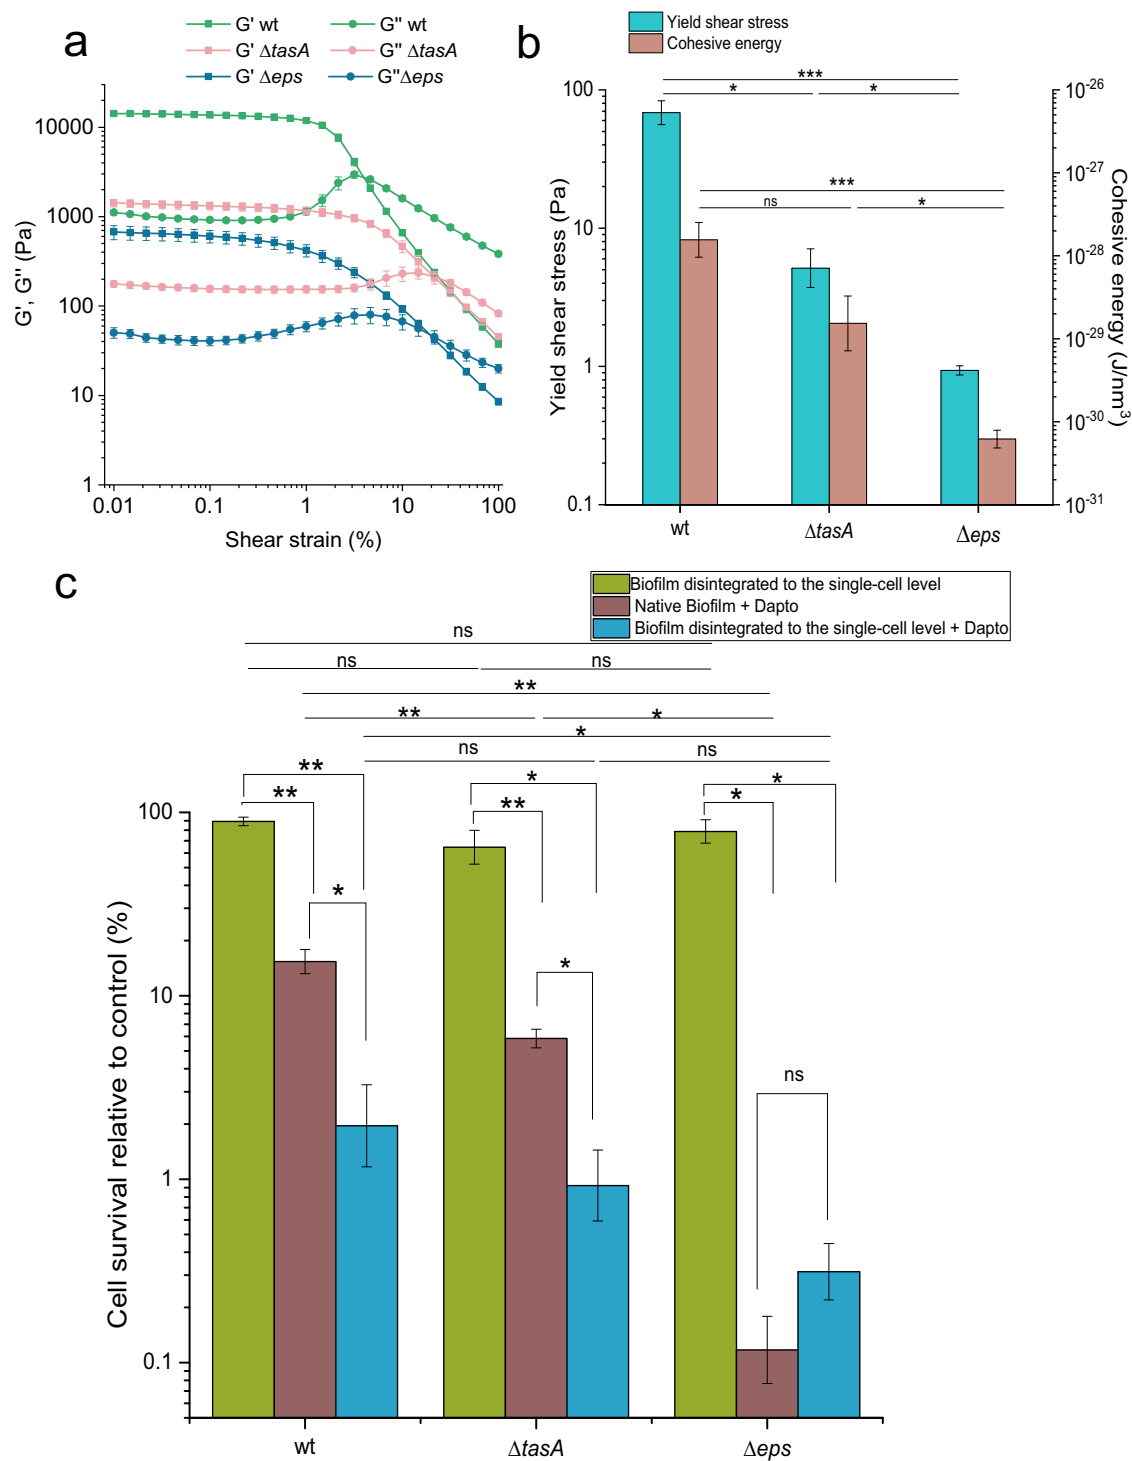 a
G' wt
G'' wt
G' ΔtasA
G'' ΔtasA
G' Δeps
G''Δeps
10000
1000
100
10
1
0.01
0.1
1
10
100
G', G'' (Pa)
Shear strain (%)
b
Yield shear stress
Cohesive energy
***
*
*
***
ns
*
100
10
1
0.1
Yield shear stress (Pa)
10-26
10-27
10-28
10-29
10-30
10-31
Cohesive energy (J/nm3)
wt
ΔtasA
Δeps
c
Biofilm disintegrated to the single-cell level
Native Biofilm + Dapto
Biofilm disintegrated to the single-cell level + Dapto
ns
ns
ns
**
**
*
*
ns
ns
**
**
*
*
**
*
*
*
ns
100
10
1
0.1
Cell survival relative to control (%)
wt
ΔtasA
Δeps